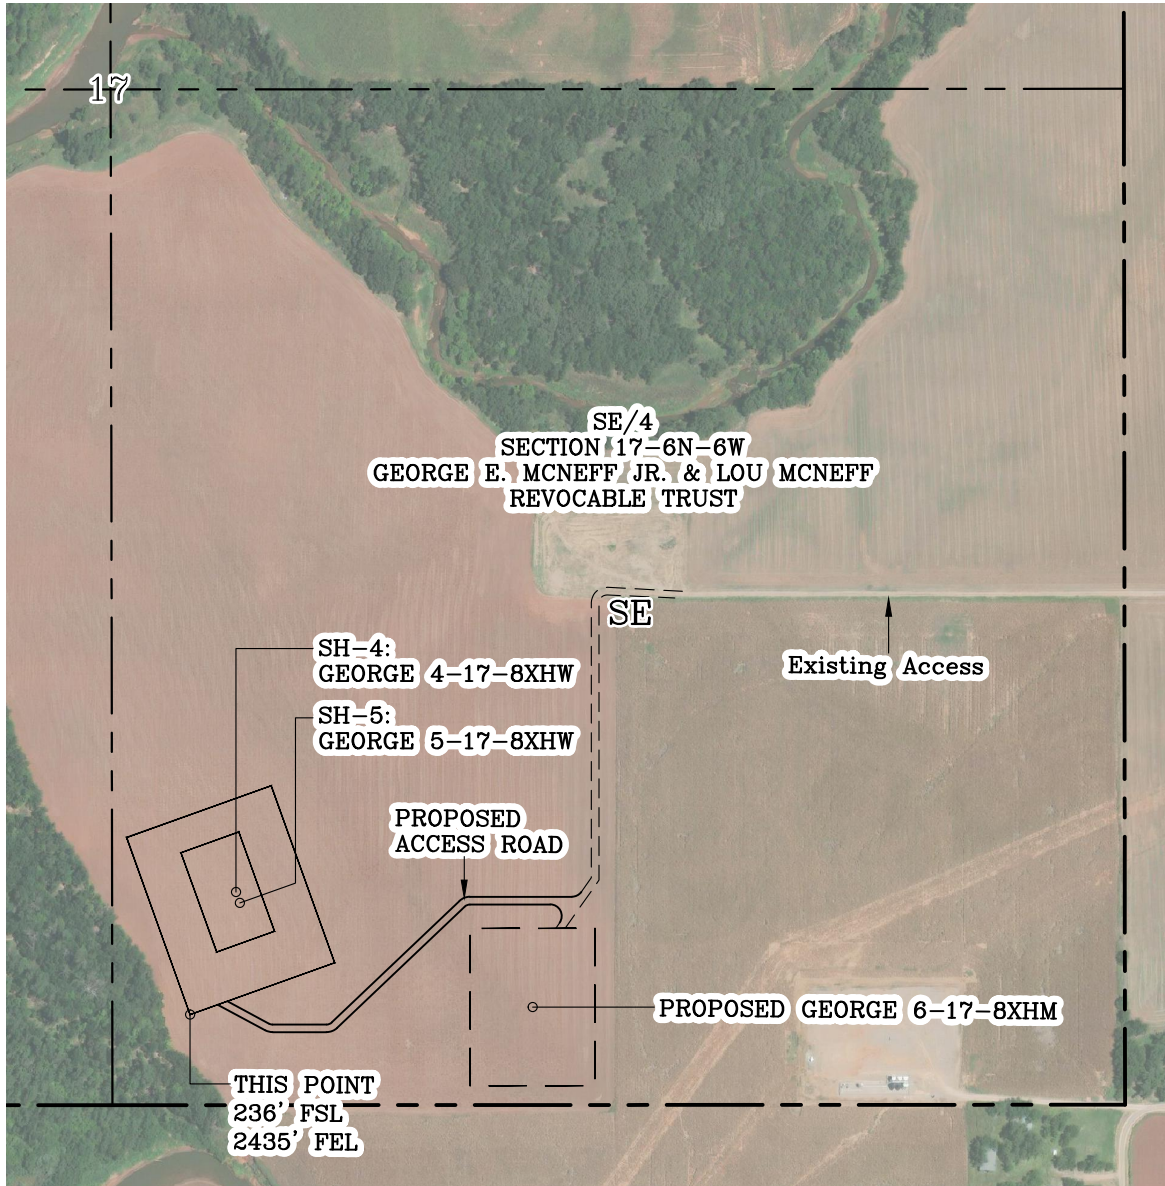 17
SE/4
SECTION 17-6N-6W
GEORGE E. MCNEFF JR. & LOU MCNEFF
REVOCABLE TRUST
SE
Existing Access
SH-4:
GEORGE 4-17-8XHW
SH-5:
GEORGE 5-17-8XHW
PROPOSED
ACCESS ROAD
PROPOSED GEORGE 6-17-8XHM
THIS POINT
236' FSL
2435' FEL